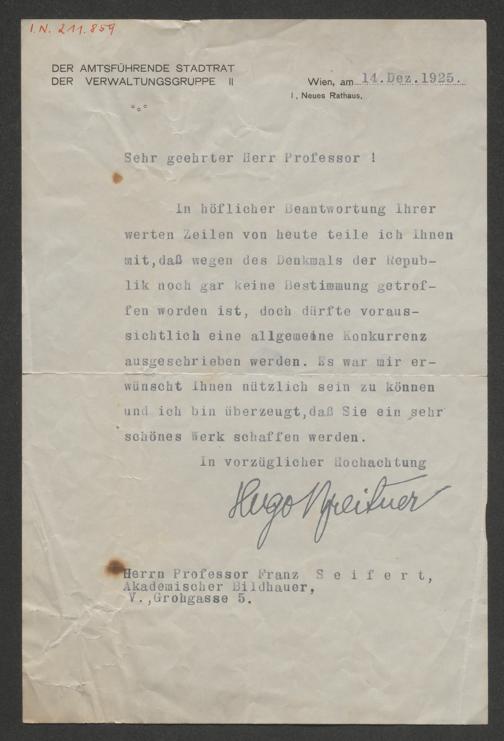 I.N. 211.859
DER AMTSFÜHRENDE STADTRAT
DER VERWALTUNGSGRUPPE II
Wien, am 14.Dez.1925.
I., Neues Rathaus.
Sehr geehrter Herr Professor !
In höflicher Beantwortung Ihrer
werten Zeilen von heute teile ich Ihnen
mit,daß wegen des Denkmals der Repub-
lik noch gar keine Bestimmung getrof-
fen worden ist, doch dürfte voraus-
sichtlich eine allgemeine Konkurrenz
ausgeschrieben werden. Es war mir er-
wünscht Ihnen nützlich sein zu können
und ich bin überzeugt,daß Sie ein sehr
schönes Werk schaffen werden.
In vorzüglicher Hochachtung
Hugo Breitner
Herrn Professor Franz S e i f e r t,
Akademischer Bildhauer,
V.,Grohgasse 5.